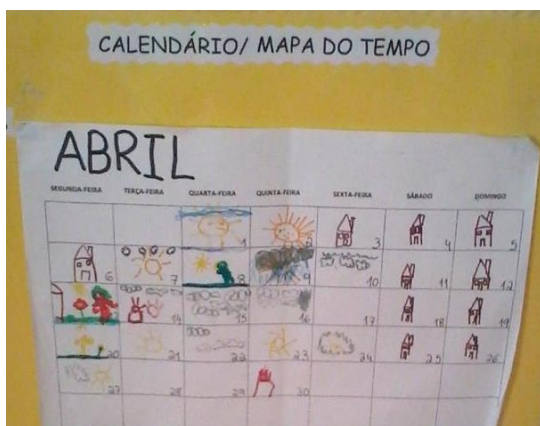 CALENDÁRIO/ MAPA DO TEMPO
ABRIL
SEGUNDA-FEIRA TERÇA-FEIRA QUARTA-FEIRA QUINTA-FEIRA SEXTA-FEIRA SÁBADO DOMINGO
1 2 3 4 5
6 7 8 9 10 11 12
14 15 16 17 18 19
20 21 22 23 24 25 26
27 28 29 30